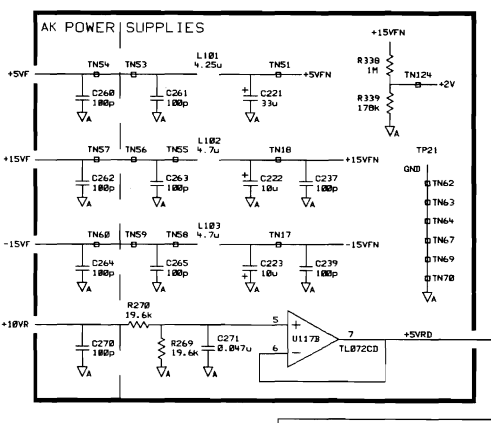 AK POWER SUPPLIES
+15VFN
R338
1M
TN124
+2V
R339
178K
A
L101
4.25u
+5VF
TN54
TN53
TN51
+5VFN
C260
100p
A
C261
100p
A
+
C221
33u
A
L102
4.7u
+15VF
TN57
TN56
TN55
TN18
+15VFN
C262
100p
A
C263
100p
A
+
C222
10u
A
C237
100p
A
TP21
GND
TN62
TN63
TN64
TN67
TN69
TN70
A
L103
4.7u
-15VF
TN60
TN59
TN58
TN17
-15VFN
C264
100p
A
C265
100p
A
+
C223
10u
A
C239
100p
A
+10VR
R270
19.6k
C270
100p
A
R269
19.6k
A
C271
0.047u
A
5
+
6
−
U117B
7
TL072CD
+5VRD